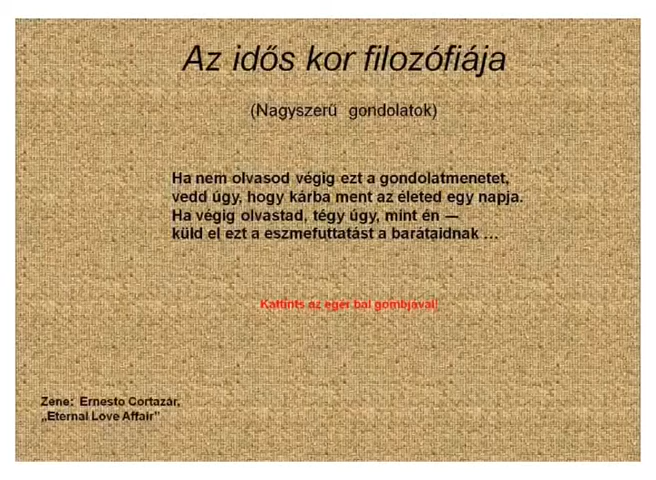 Az idős kor filozófiája
(Nagyszerű gondolatok)
Ha nem olvasod végig ezt a gondolatmenetet,
vedd úgy, hogy kárba ment az életed egy napja.
Ha végig olvastad, tégy úgy, mint én —
küld el ezt a eszmefuttatást a barátaidnak ...
Kattints az egér bal gombjával!
Zene: Ernesto Cortazár,
„Eternal Love Affair”